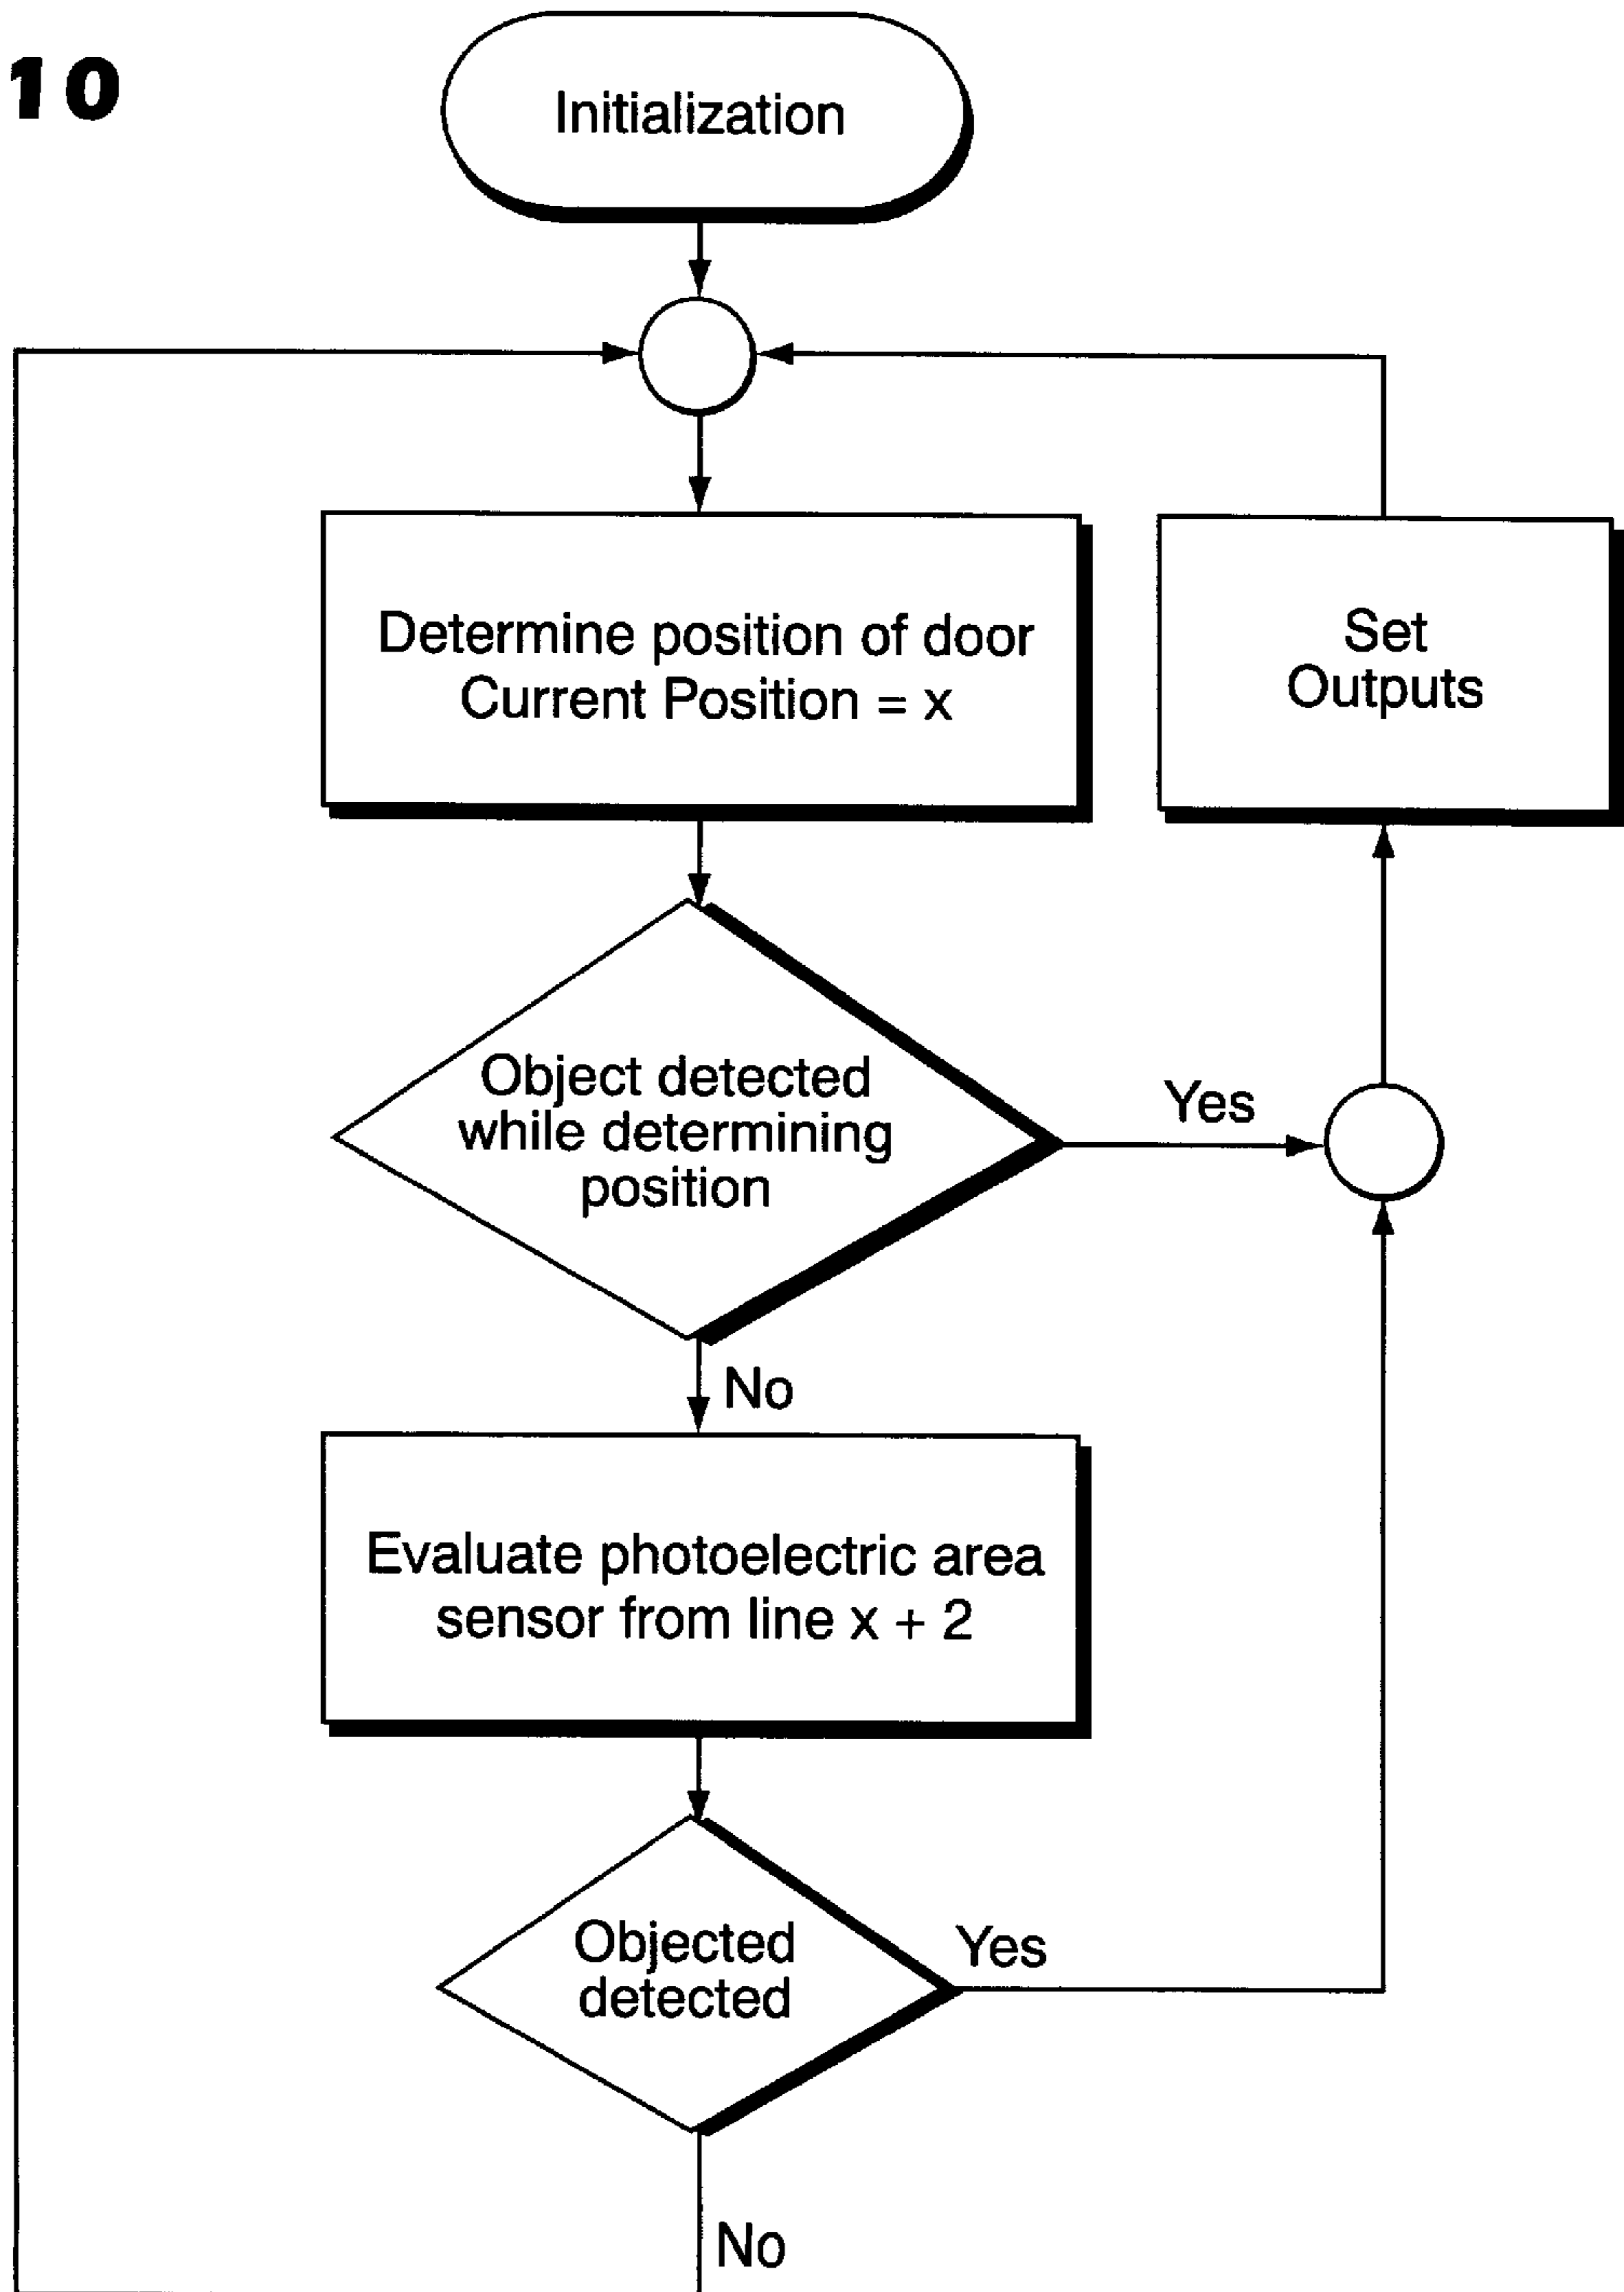 10
Initialization
Determine position of door
Current Position = x
Set
Outputs
Object detected
while determining
position
Yes
No
Evaluate photoelectric area
sensor from line x + 2
Objected
detected
Yes
No